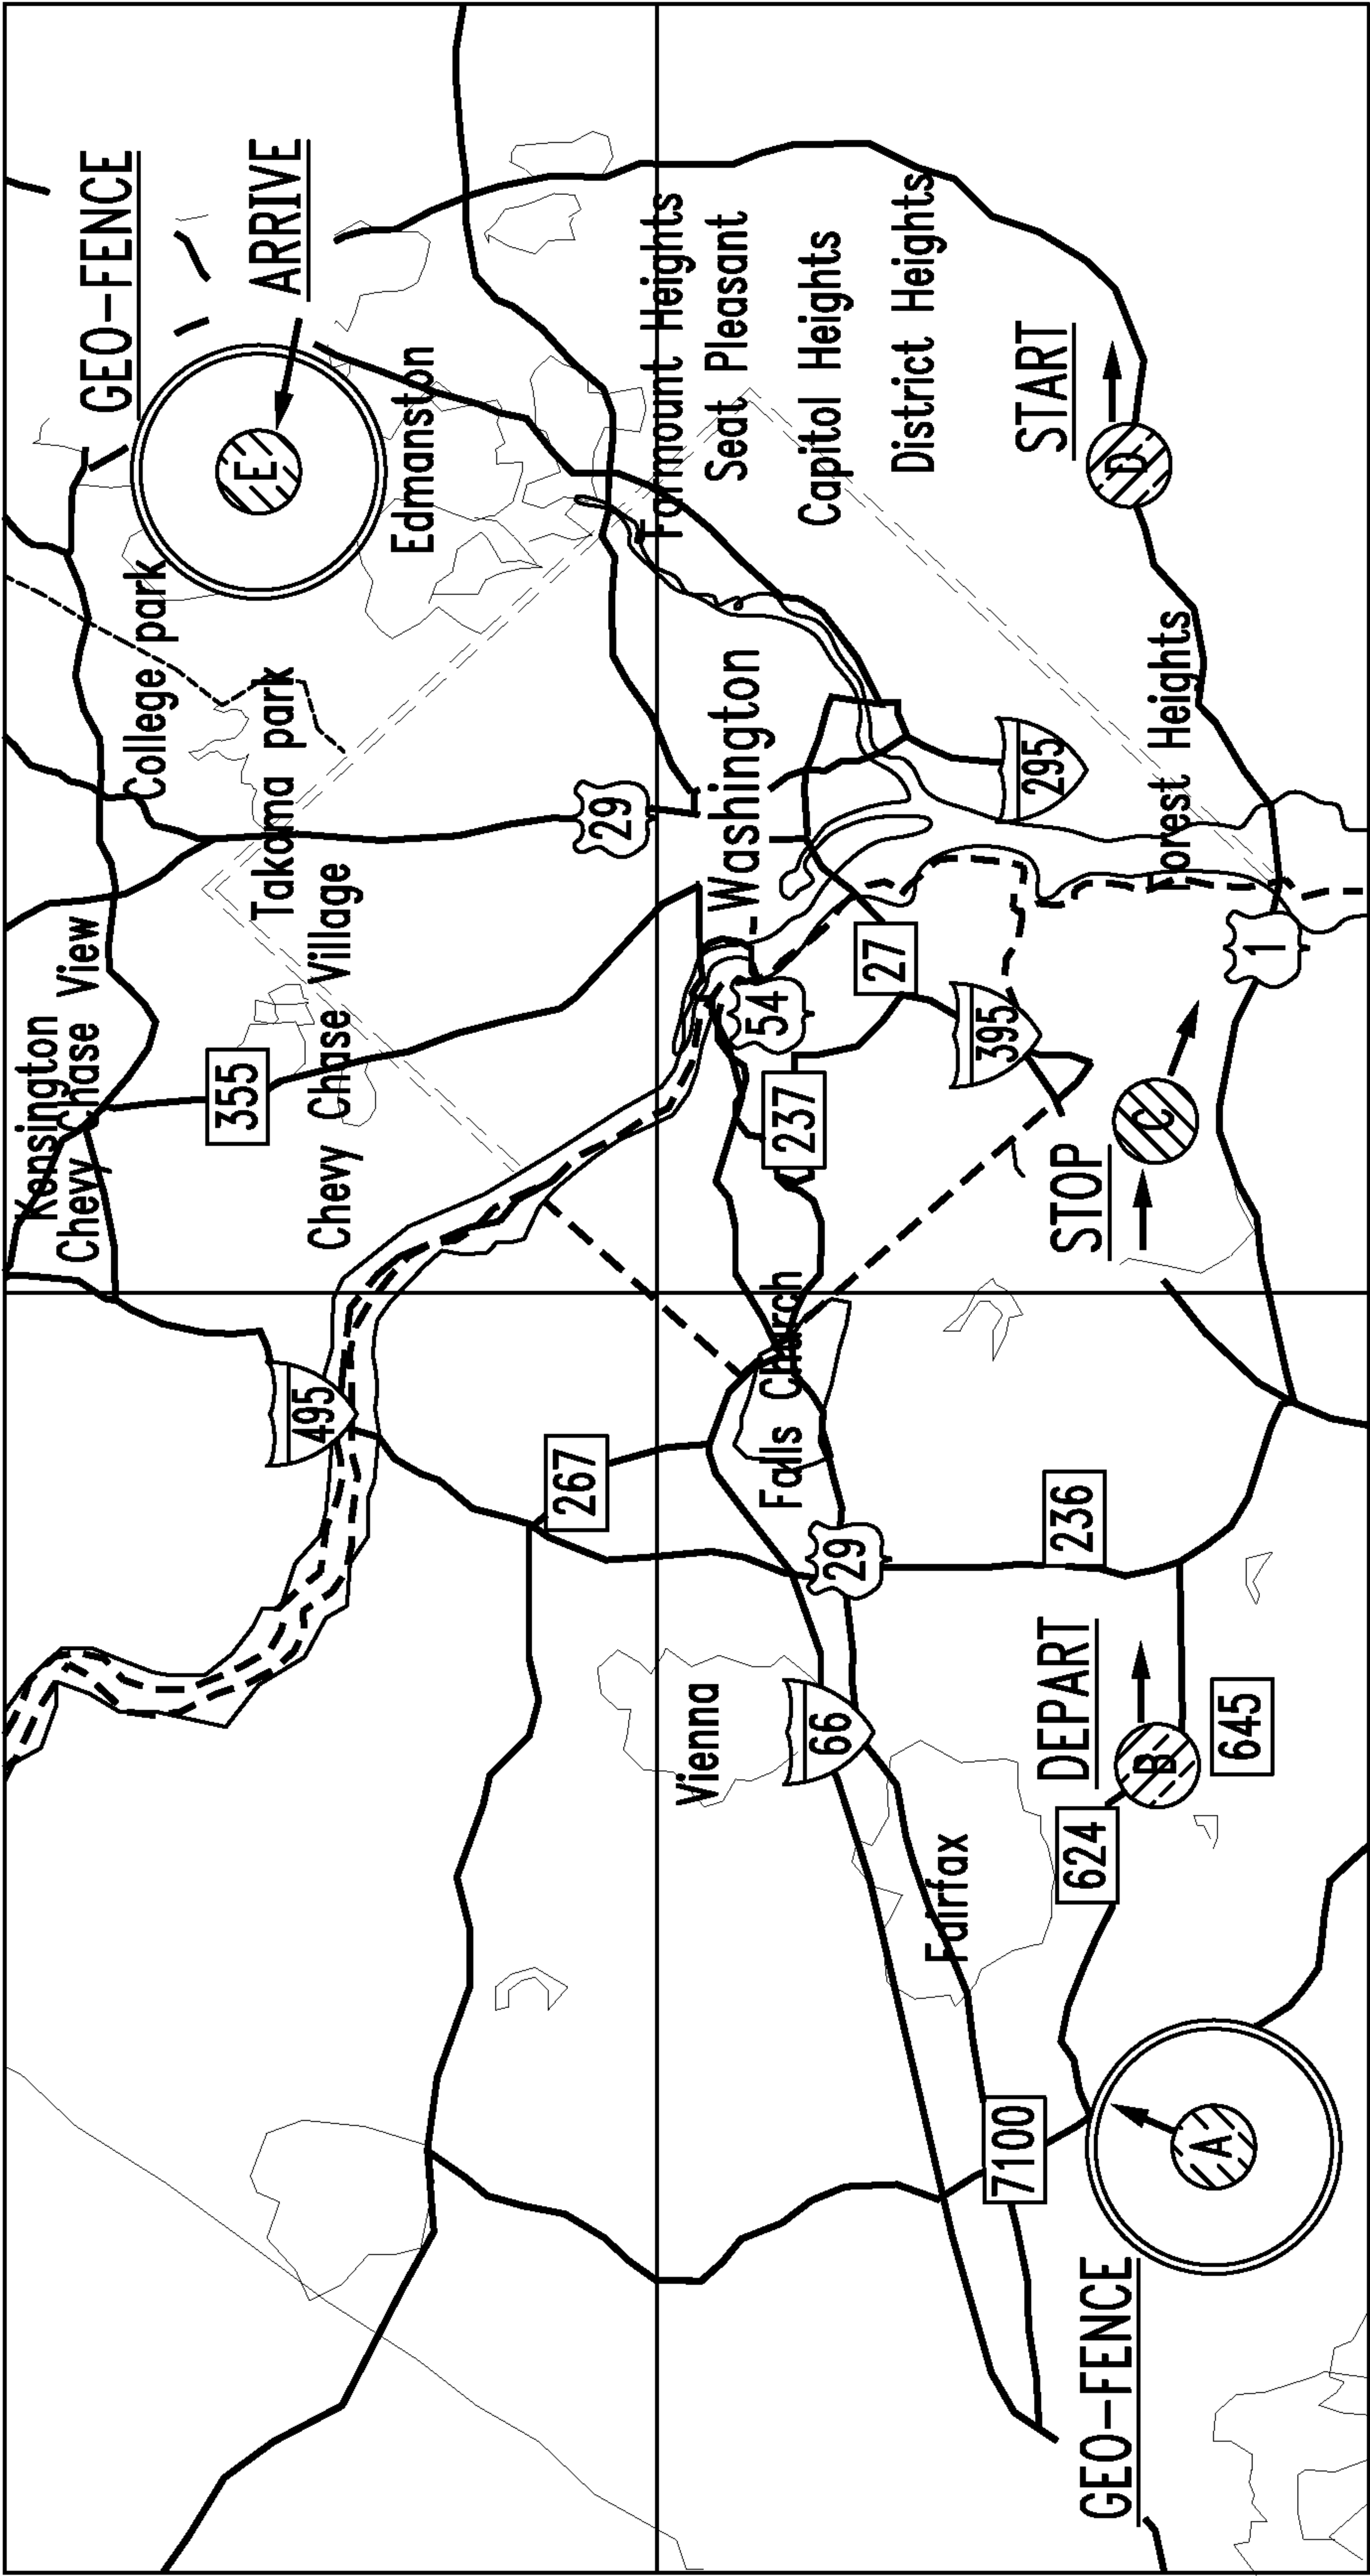 Kensington
Chevy Chase View
GEO-FENCE
College park
355
E
Takoma park
ARRIVE
495
Chevy Chase Village
Edmanston
267
29
Fairmount Heights
Vienna
Seat Pleasant
Washington
54
Falls Church
237
Capitol Heights
66
29
27
District Heights
Fairfax
395
7100
295
START
DEPART
236
STOP
624
GEO-FENCE
D
B
C
Forest Heights
A
645
1